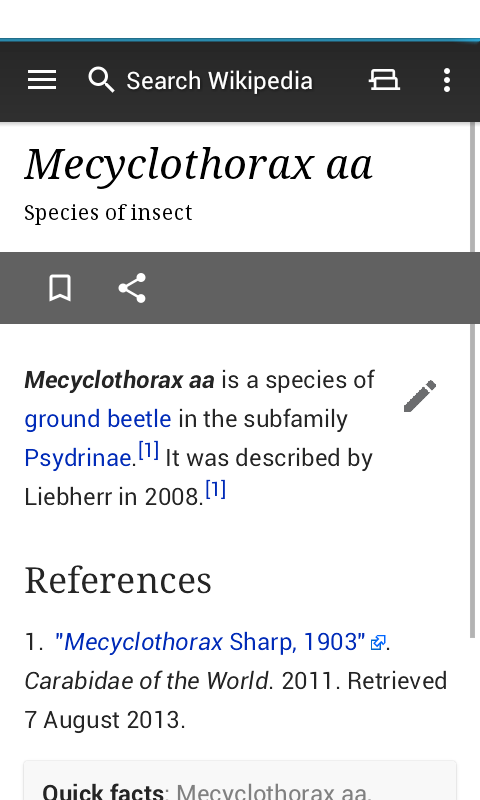 Search Wikipedia
Mecyclothorax aa
Species of insect
Mecyclothorax aa is a species of
ground beetle in the subfamily
Psydrinae.[1] It was described by
Liebherr in 2008.[1]
References
1. "Mecyclothorax Sharp, 1903".
Carabidae of the World. 2011. Retrieved
7 August 2013.
Quick facts: Mecyclothorax aa,